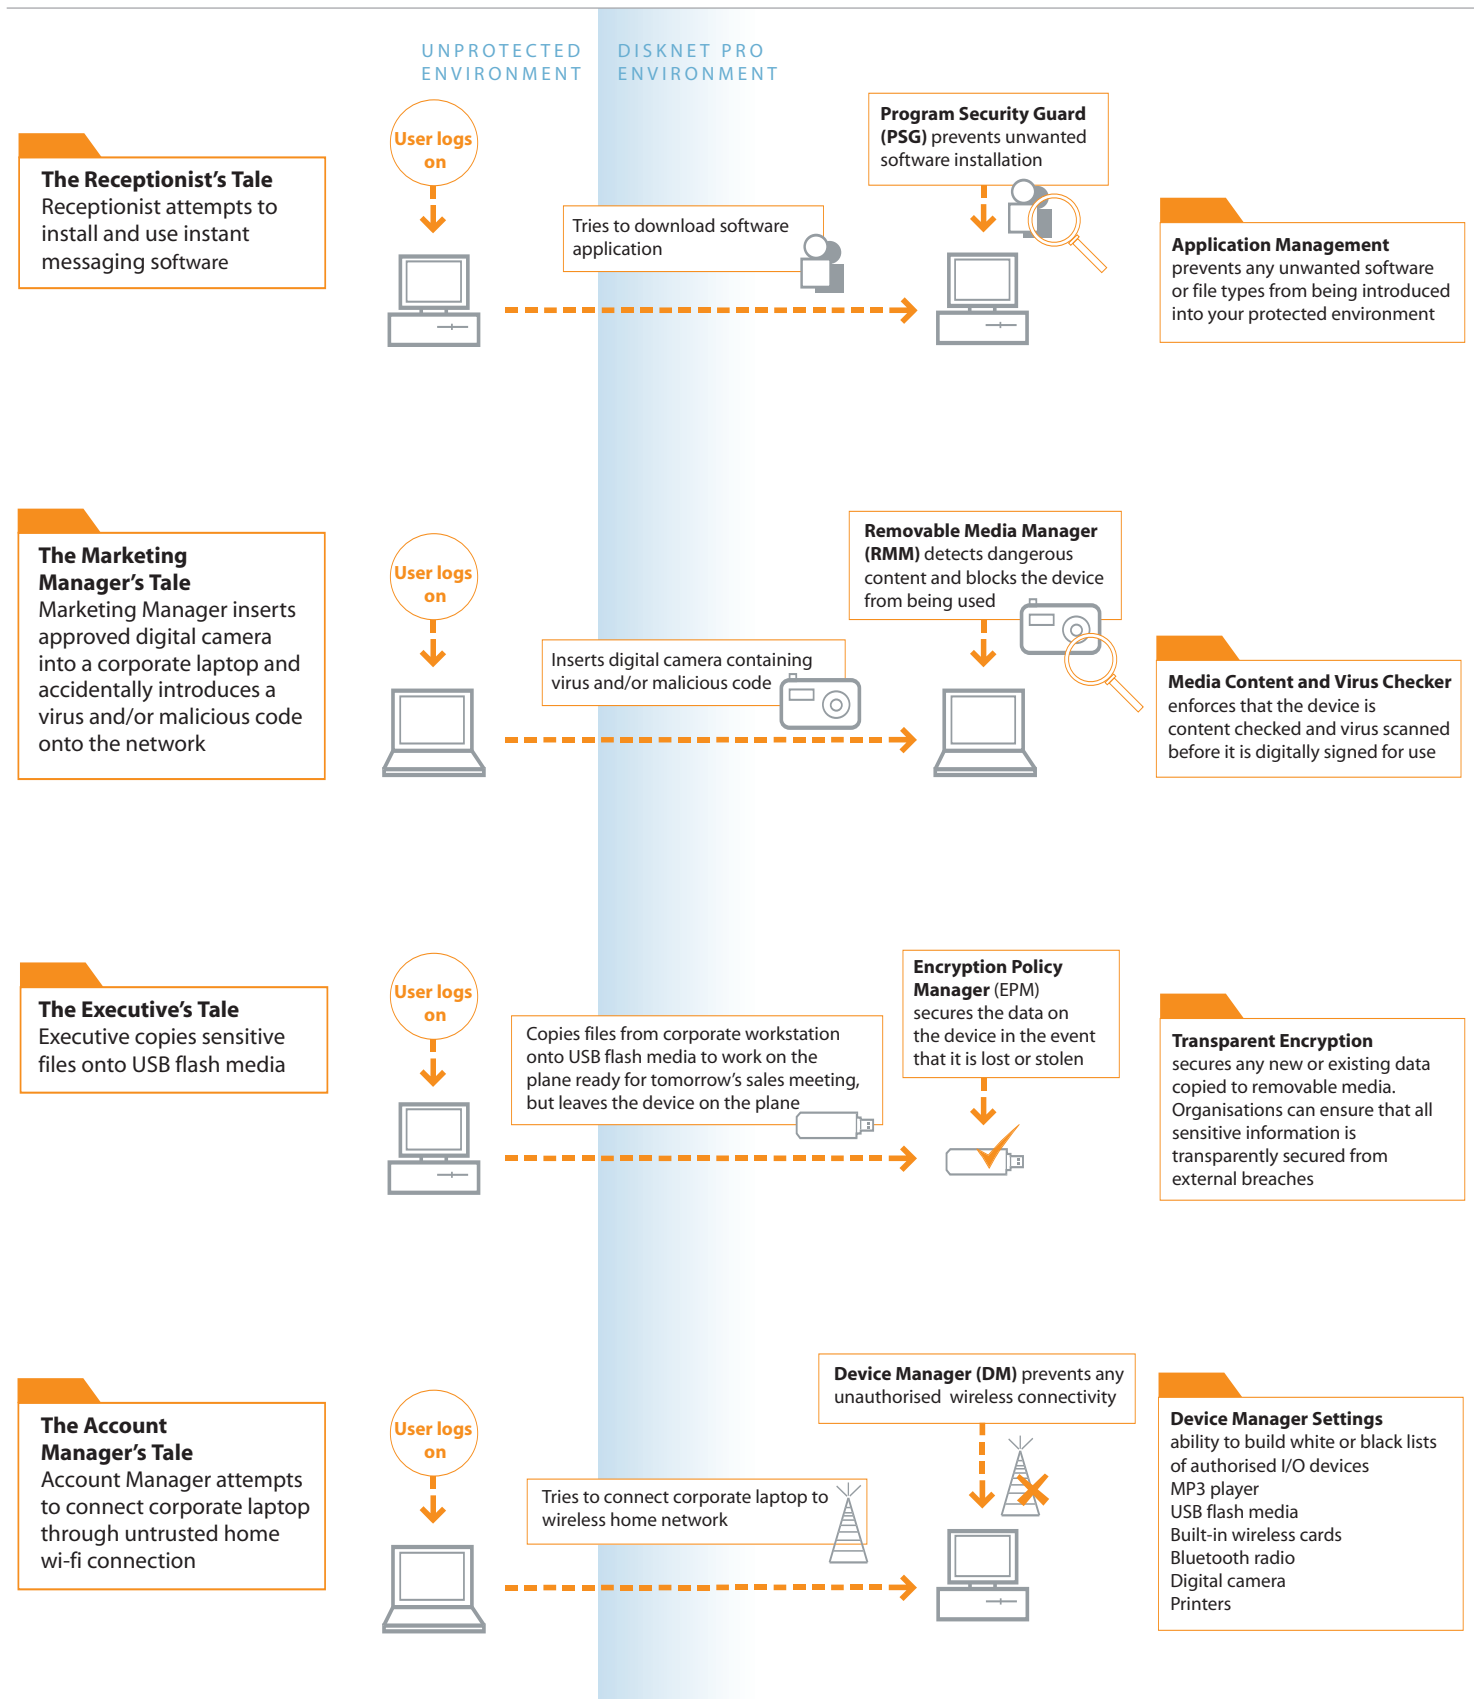 UNPROTECTED
ENVIRONMENT
DISKNET PRO
ENVIRONMENT
The Receptionist’s Tale
Receptionist attempts to
install and use instant
messaging software
User logs
on
Tries to download software
application
Program Security Guard
(PSG) prevents unwanted
software installation
Application Management
prevents any unwanted software
or file types from being introduced
into your protected environment
The Marketing
Manager’s Tale
Marketing Manager inserts
approved digital camera
into a corporate laptop and
accidentally introduces a
virus and/or malicious code
onto the network
User logs
on
Inserts digital camera containing
virus and/or malicious code
Removable Media Manager
(RMM) detects dangerous
content and blocks the device
from being used
Media Content and Virus Checker
enforces that the device is
content checked and virus scanned
before it is digitally signed for use
The Executive’s Tale
Executive copies sensitive
files onto USB flash media
User logs
on
Copies files from corporate workstation
onto USB flash media to work on the
plane ready for tomorrow’s sales meeting,
but leaves the device on the plane
Encryption Policy
Manager (EPM)
secures the data on
the device in the event
that it is lost or stolen
Transparent Encryption
secures any new or existing data
copied to removable media.
Organisations can ensure that all
sensitive information is
transparently secured from
external breaches
The Account
Manager’s Tale
Account Manager attempts
to connect corporate laptop
through untrusted home
wi-fi connection
User logs
on
Tries to connect corporate laptop to
wireless home network
Device Manager (DM) prevents any
unauthorised wireless connectivity
Device Manager Settings
ability to build white or black lists
of authorised I/O devices
MP3 player
USB flash media
Built-in wireless cards
Bluetooth radio
Digital camera
Printers